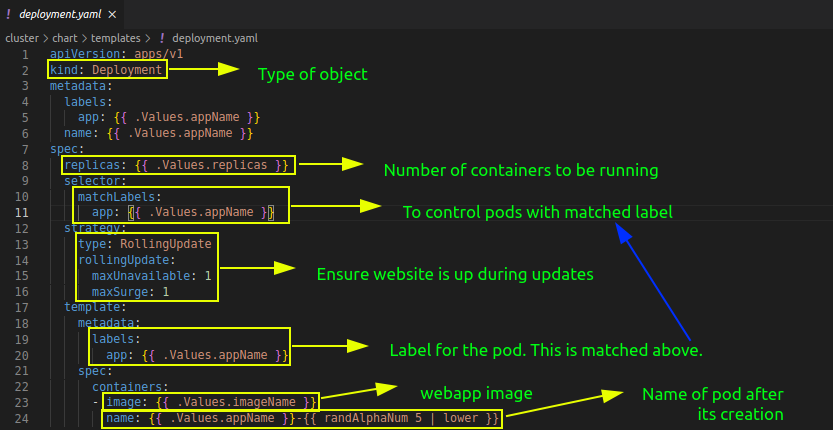 ! deployment.yaml ×
cluster > chart > templates > ! deployment.yaml
1 apiVersion: apps/v1
2 kind: Deployment
Type of object
3 metadata:
4 labels:
5 app: {{ .Values.appName }}
6 name: {{ .Values.appName }}
7 spec:
8 replicas: {{ .Values.replicas }}
Number of containers to be running
9 selector:
10 matchLabels:
11 app: {{ .Values.appName }}
To control pods with matched label
12 strategy:
13 type: RollingUpdate
14 rollingUpdate:
15 maxUnavailable: 1
Ensure website is up during updates
16 maxSurge: 1
17 template:
18 metadata:
19 labels:
20 app: {{ .Values.appName }}
Label for the pod. This is matched above.
21 spec:
22 containers:
23 - image: {{ .Values.imageName }}
webapp image
24 name: {{ .Values.appName }}-{{ randAlphaNum 5 | lower }}
Name of pod after
its creation